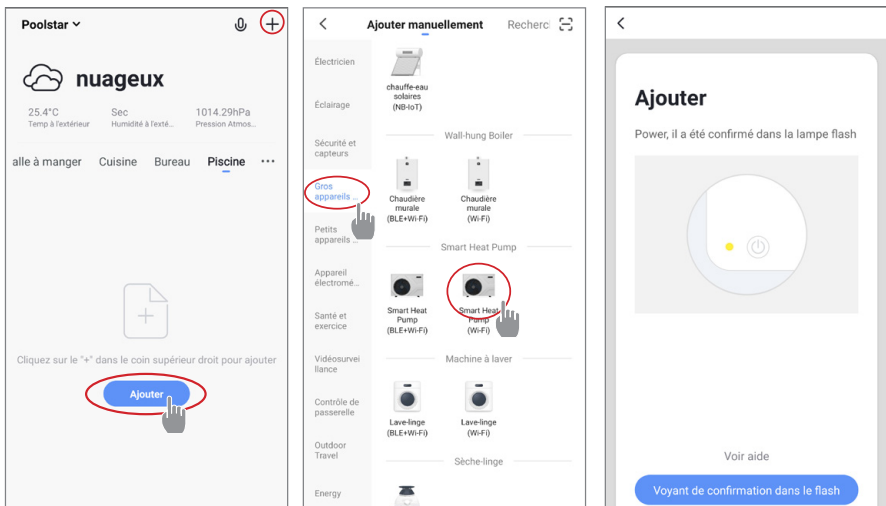 Poolstar
nuageux
25.4°C Sec 1014.29hPa
Temp à l'extérieur Humidité à l'exté... Pression Atmos...
alle à manger Cuisine Bureau Piscine ...
Cliquez sur le "+" dans le coin supérieur droit pour ajouter
Ajouter
Ajouter manuellement Recherc
Électricien
Éclairage
Sécurité et
capteurs
Gros
appareils ...
Petits
appareils ...
Appareil
électromé...
Santé et
exercice
Vidéosurvei
llance
Contrôle de
passerelle
Outdoor
Travel
Energy
chauffe-eau
solaires
(NB-IoT)
Wall-hung Boiler
Chaudière
murale
(BLE+Wi-Fi)
Chaudière
murale
(Wi-Fi)
Smart Heat Pump
Smart Heat
Pump
(BLE+Wi-Fi)
Smart Heat
Pump
(Wi-Fi)
Machine à laver
Lave-linge
(BLE+Wi-Fi)
Lave-linge
(Wi-Fi)
Sèche-linge
Ajouter
Power, il a été confirmé dans la lampe flash
Voir aide
Voyant de confirmation dans le flash